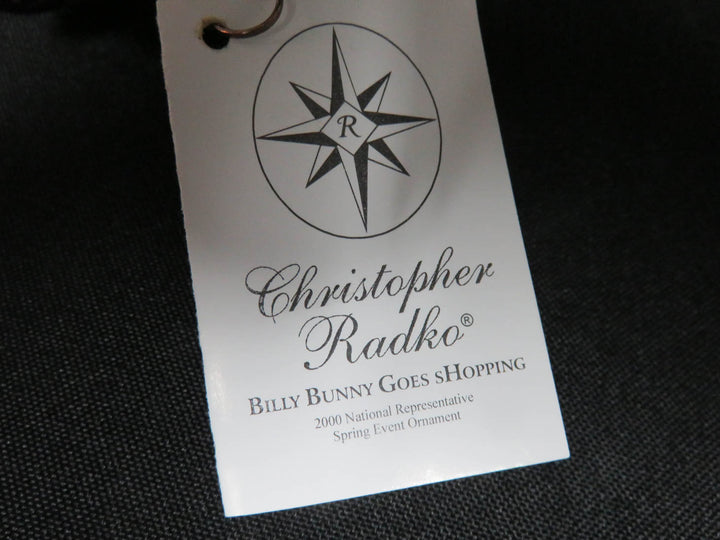 R
Christopher
Radko®
BILLY BUNNY GOES sHOPPING
2000 National Representative
Spring Event Ornament